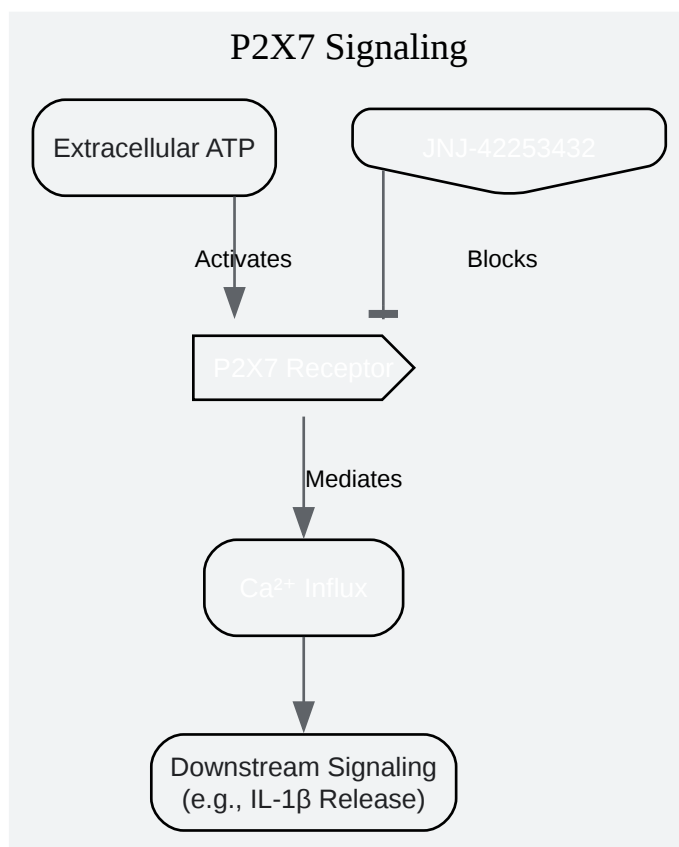 P2X7 Signaling
Extracellular ATP
JNJ-42253432
Activates
Blocks
P2X7 Receptor
Mediates
Ca²⁺ Influx
Downstream Signaling
(e.g., IL-1β Release)